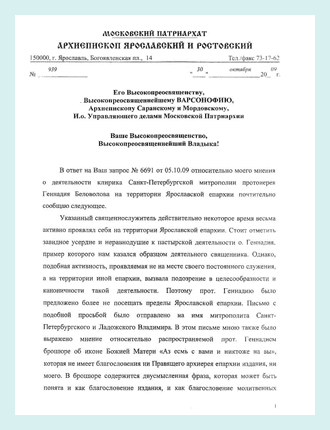 МОСКОВСКИЙ ПАТРИАРХАТ
АРХИЕПИСКОП ЯРОСЛАВСКИЙ И РОСТОВСКИЙ
150000, г. Ярославль, Богоявленская пл., 14 Тел./факс 73-17-62
№ 939 " 30 " октября 20 09 г.
Его Высокопреосвященству,
Высокопреосвященнейшему ВАРСОНОФИЮ,
Архиепископу Саранскому и Мордовскому,
И.о. Управляющего делами Московской Патриархии
Ваше Высокопреосвященство,
Высокопреосвященнейший Владыка!
В ответ на Ваш запрос № 6691 от 05.10.09 относительно моего мнения
о деятельности клирика Санкт-Петербургской митрополии протоиерея
Геннадия Беловолова на территории Ярославской епархии почтительно
сообщаю следующее.
Указанный священнослужитель действительно некоторое время весьма
активно проявлял себя на территории Ярославской епархии. Стоит отметить
завидное усердие и неравнодушие к пастырской деятельности о. Геннадия,
пример которого нам казался образцом деятельного священника. Однако,
подобная активность, проявляемая не на месте своего постоянного служения,
а на территории иной епархии, вызвала подозрение в целесообразности и
каноничности такой деятельности. Поэтому прот. Геннадию было
предложено более не посещать пределы Ярославской епархии. Письмо с
подобной просьбой было отправлено на имя митрополита Санкт-
Петербургского и Ладожского Владимира. В этом письме мною также было
выражено мнение относительно распространяемой прот. Геннадием
брошюре об иконе Божией Матери «Аз есмь с вами и никтоже на вы»,
которая не имеет благословения ни Правящего архиерея епархии издания, ни
моего. В брошюре содержится двусмысленная фраза, которая может быть
понята и как благословение издания, и как благословение молитвенных
1